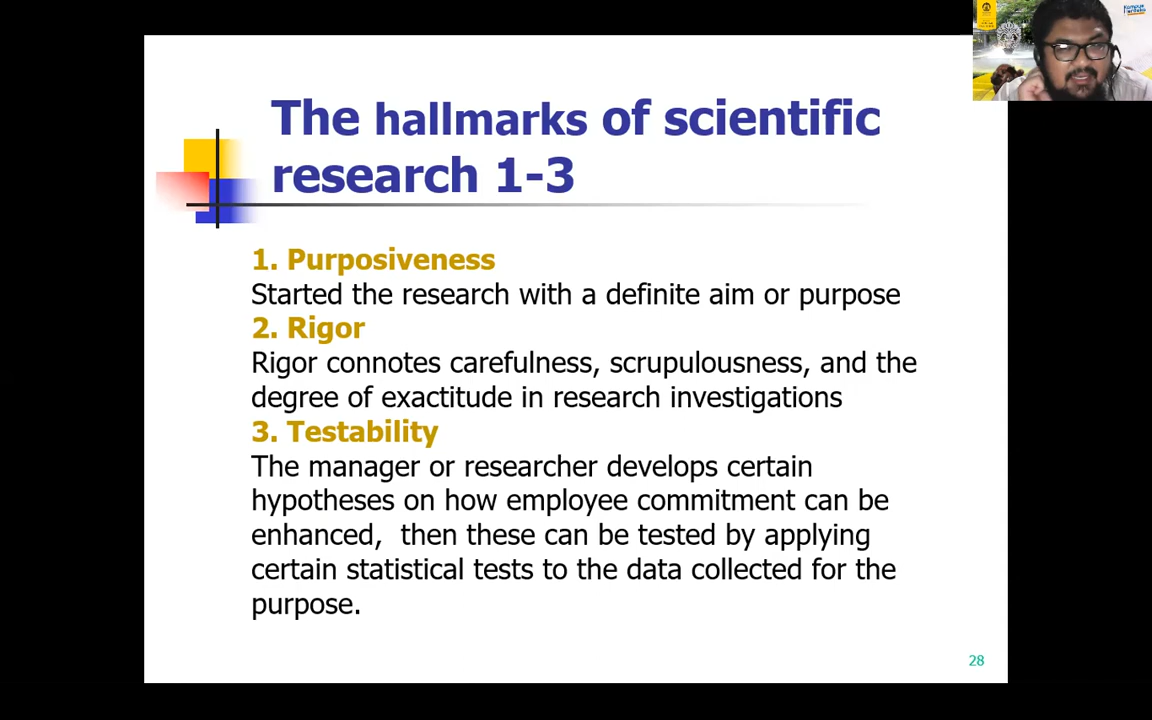 The hallmarks of scientific
research 1-3
1. Purposiveness
Started the research with a definite aim or purpose
2. Rigor
Rigor connotes carefulness, scrupulousness, and the
degree of exactitude in research investigations
3. Testability
The manager or researcher develops certain
hypotheses on how employee commitment can be
enhanced,  then these can be tested by applying
certain statistical tests to the data collected for the
purpose.
28